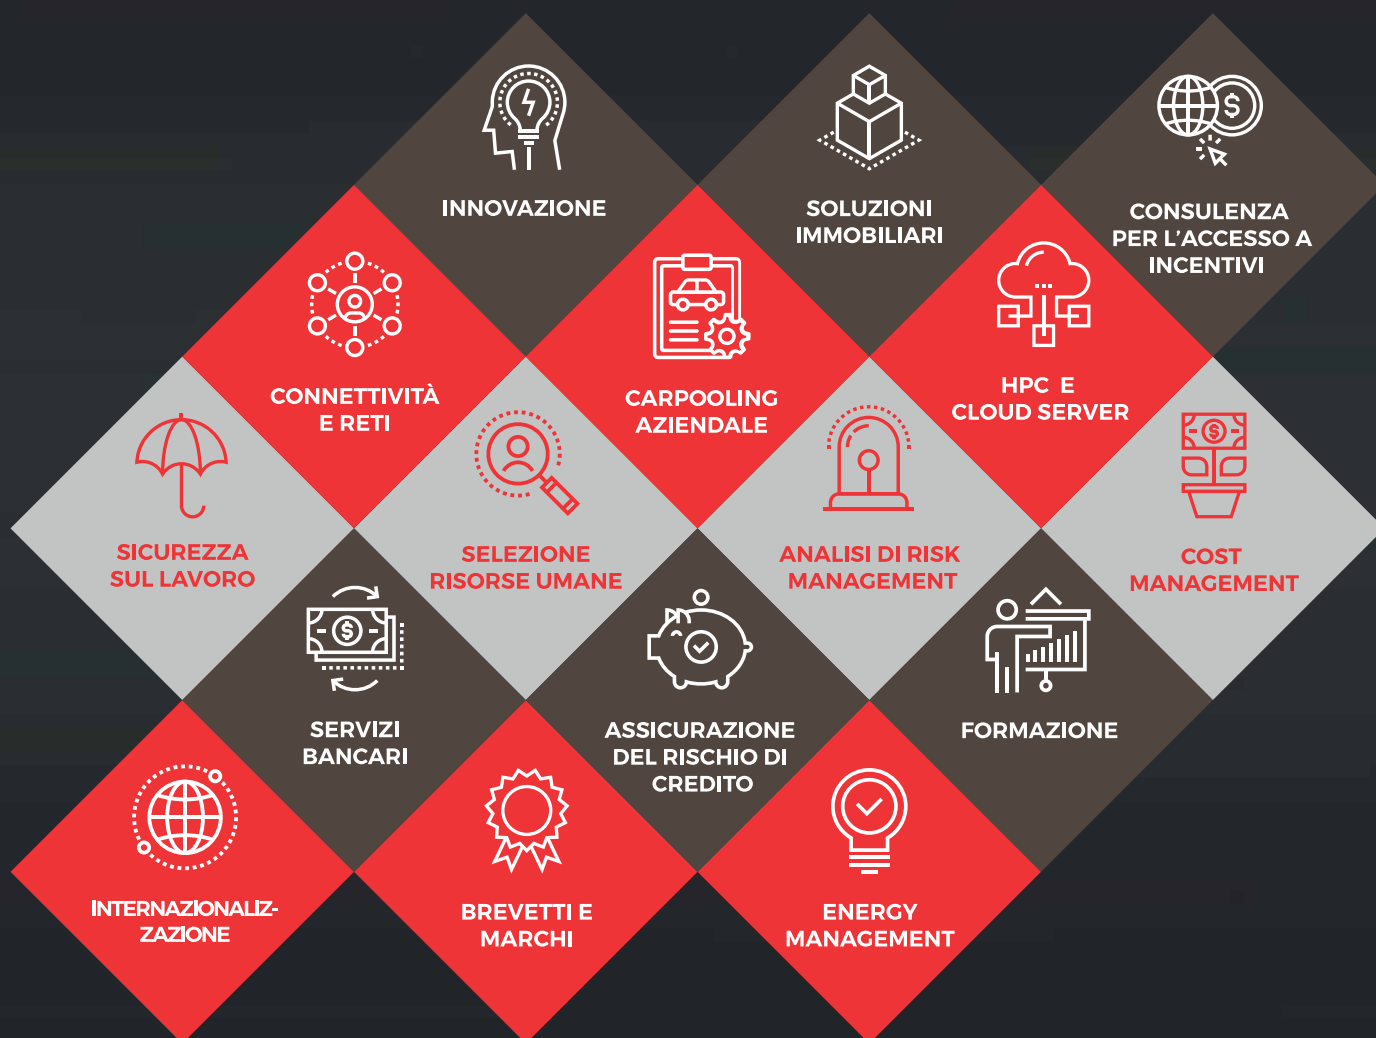 INNOVAZIONE
SOLUZIONI
IMMOBILIARI
CONSULENZA
PER L'ACCESSO A
INCENTIVI
CONNETTIVITÀ
E RETI
CARPOOLING
AZIENDALE
HPC E
CLOUD SERVER
SICUREZZA
SUL LAVORO
SELEZIONE
RISORSE UMANE
ANALISI DI RISK
MANAGEMENT
COST
MANAGEMENT
SERVIZI
BANCARI
ASSICURAZIONE
DEL RISCHIO DI
CREDITO
FORMAZIONE
INTERNAZIONALIZ-
ZAZIONE
BREVETTI E
MARCHI
ENERGY
MANAGEMENT